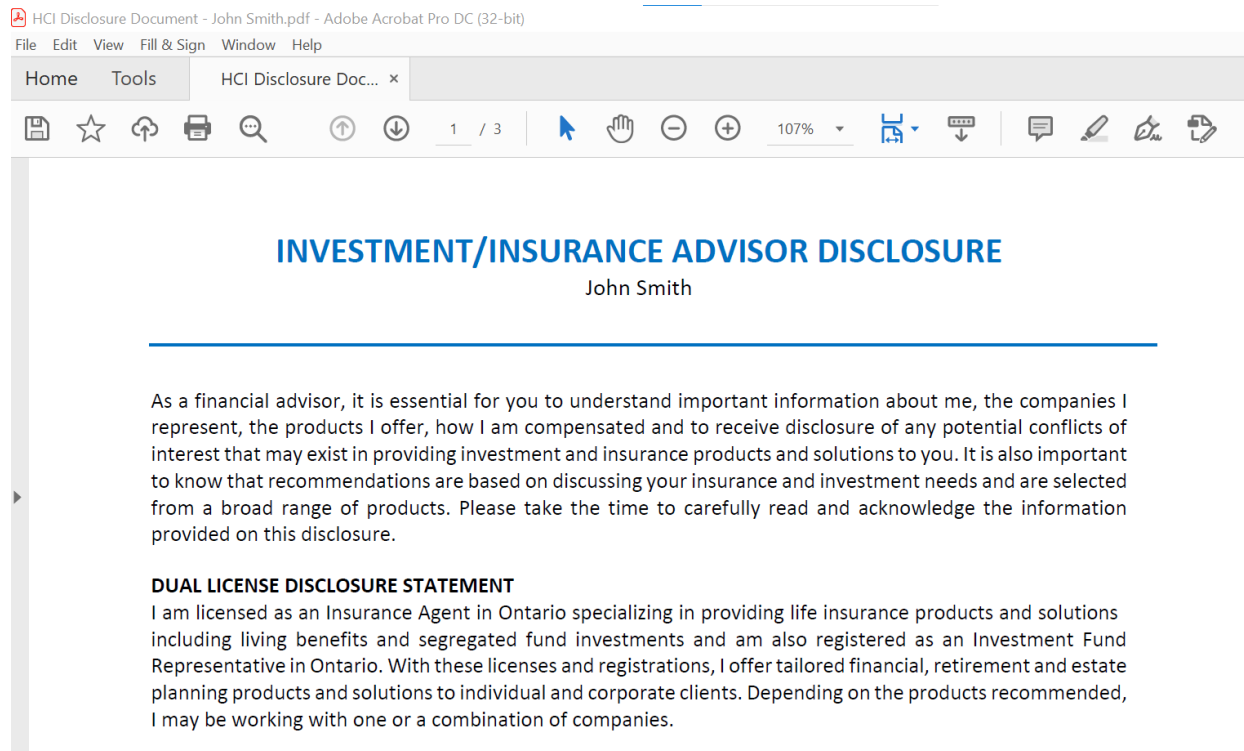 HCI Disclosure Document - John Smith.pdf - Adobe Acrobat Pro DC (32-bit)
File Edit View Fill & Sign Window Help
Home Tools HCI Disclosure Doc... ×
1 / 3 107%
INVESTMENT/INSURANCE ADVISOR DISCLOSURE
John Smith
As a financial advisor, it is essential for you to understand important information about me, the companies I
represent, the products I offer, how I am compensated and to receive disclosure of any potential conflicts of
interest that may exist in providing investment and insurance products and solutions to you. It is also important
to know that recommendations are based on discussing your insurance and investment needs and are selected
from a broad range of products. Please take the time to carefully read and acknowledge the information
provided on this disclosure.
DUAL LICENSE DISCLOSURE STATEMENT
I am licensed as an Insurance Agent in Ontario specializing in providing life insurance products and solutions
including living benefits and segregated fund investments and am also registered as an Investment Fund
Representative in Ontario. With these licenses and registrations, I offer tailored financial, retirement and estate
planning products and solutions to individual and corporate clients. Depending on the products recommended,
I may be working with one or a combination of companies.